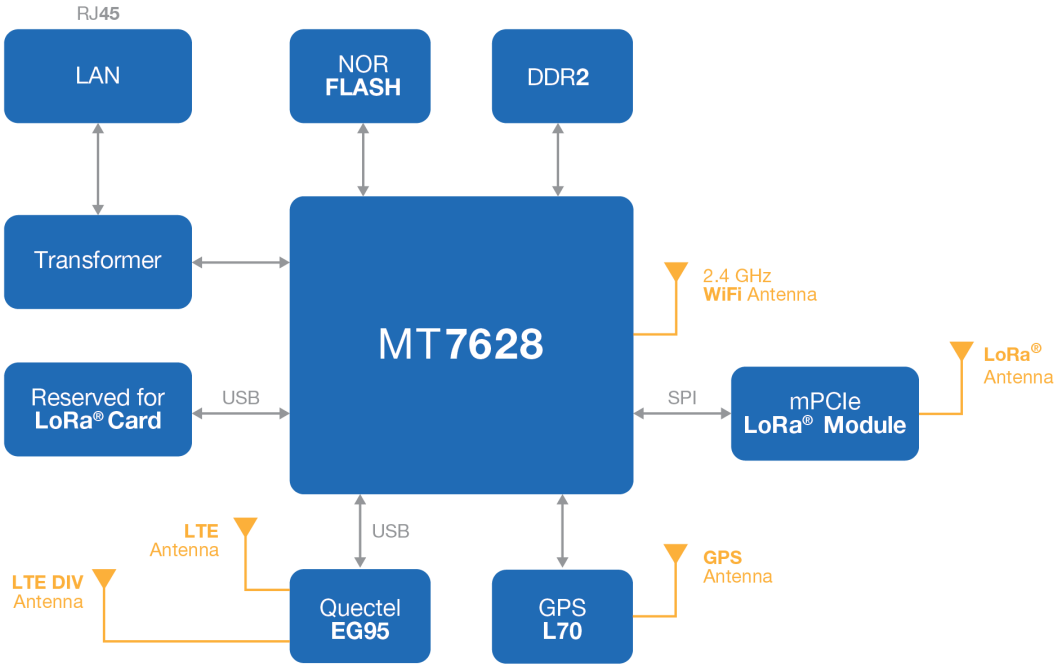 RJ45
LAN
NOR
FLASH
DDR2
Transformer
MT7628
2.4 GHz
WiFi Antenna
Reserved for
LoRa® Card
USB
SPI
mPCIe
LoRa® Module
LoRa®
Antenna
USB
LTE
Antenna
LTE DIV
Antenna
Quectel
EG95
GPS
L70
GPS
Antenna